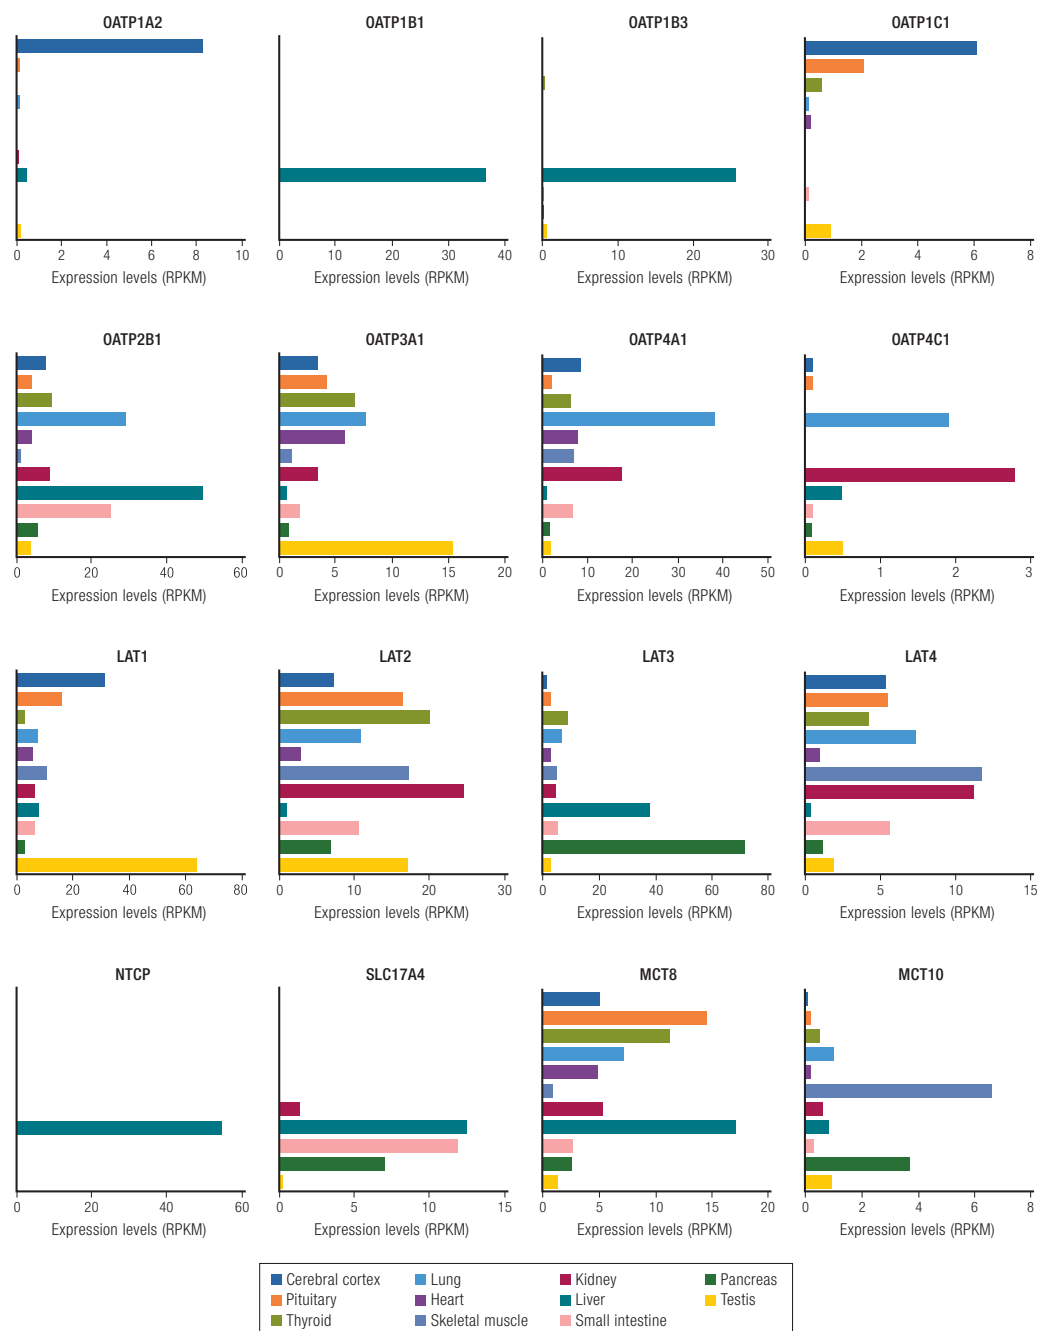 OATP1A2 OATP1B1 OATP1B3 OATP1C1
0 2 4 6 8 10 0 10 20 30 40 0 10 20 30 0 2 4 6 8
Expression levels (RPKM) Expression levels (RPKM) Expression levels (RPKM) Expression levels (RPKM)
OATP2B1 OATP3A1 OATP4A1 OATP4C1
0 20 40 60 0 5 10 15 20 0 10 20 30 40 50 0 1 2 3
Expression levels (RPKM) Expression levels (RPKM) Expression levels (RPKM) Expression levels (RPKM)
LAT1 LAT2 LAT3 LAT4
0 20 40 60 80 0 10 20 30 0 20 40 60 80 0 5 10 15
Expression levels (RPKM) Expression levels (RPKM) Expression levels (RPKM) Expression levels (RPKM)
NTCP SLC17A4 MCT8 MCT10
0 20 40 60 0 5 10 15 0 5 10 15 20 0 2 4 6 8
Expression levels (RPKM) Expression levels (RPKM) Expression levels (RPKM) Expression levels (RPKM)
Cerebral cortex Lung Kidney Pancreas
Pituitary Heart Liver Testis
Thyroid Skeletal muscle Small intestine